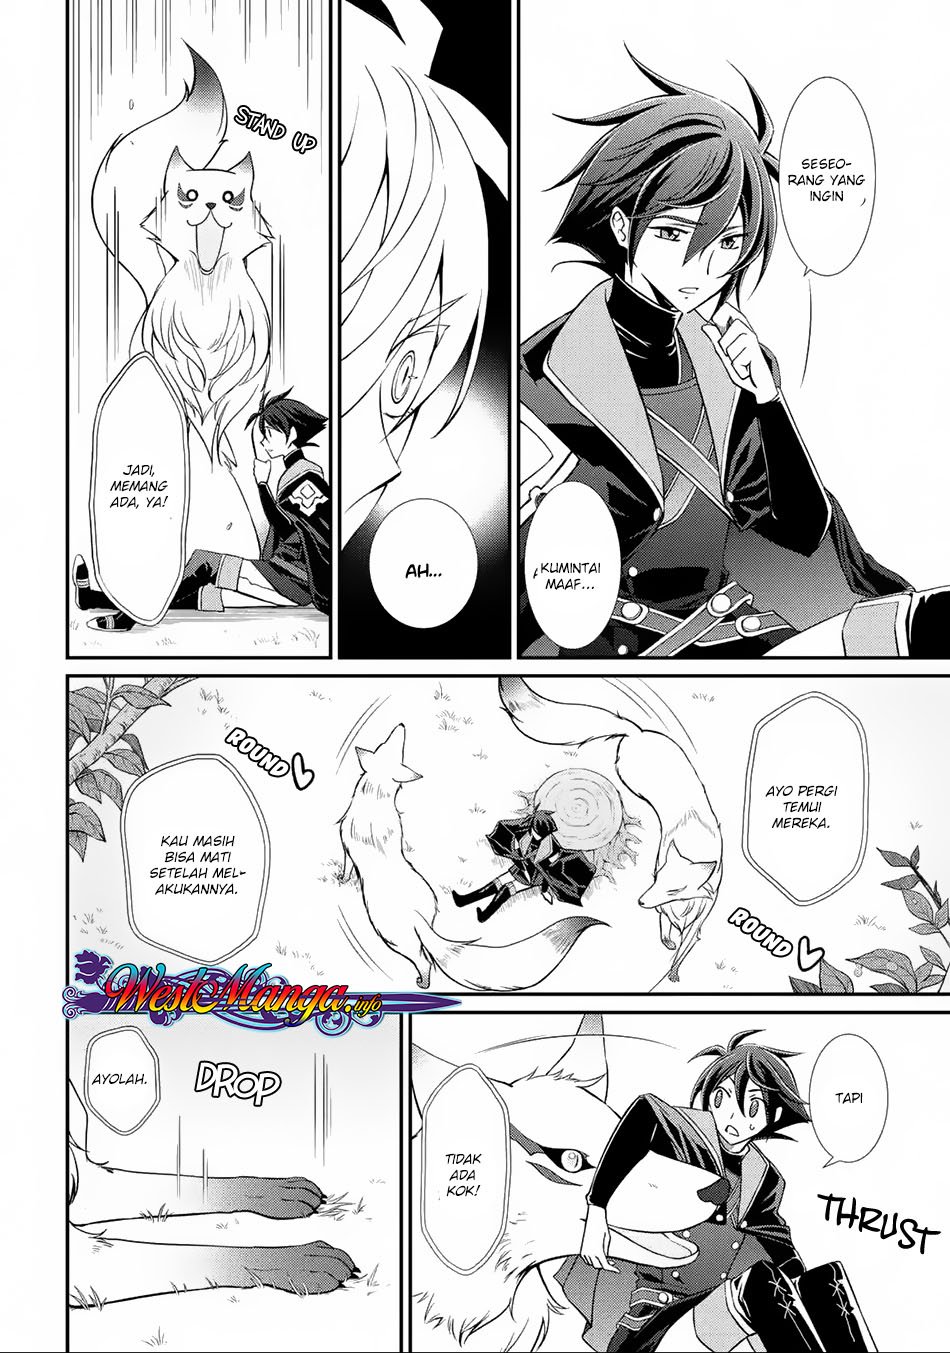 SESEO-
RANG YANG
INGIN
KUMINTAI
MAAF...
AH...
STAND UP
JADI,
MEMANG
ADA, YA!
AYO PERGI
TEMUI
MEREKA.
ROUND
ROUND
KAU MASIH
BISA MATI
SETELAH MEL-
AKUKANNYA.
WestManga.info
TAPI
THRUST
TIDAK
ADA
KOK!
DROP
AYOLAH.